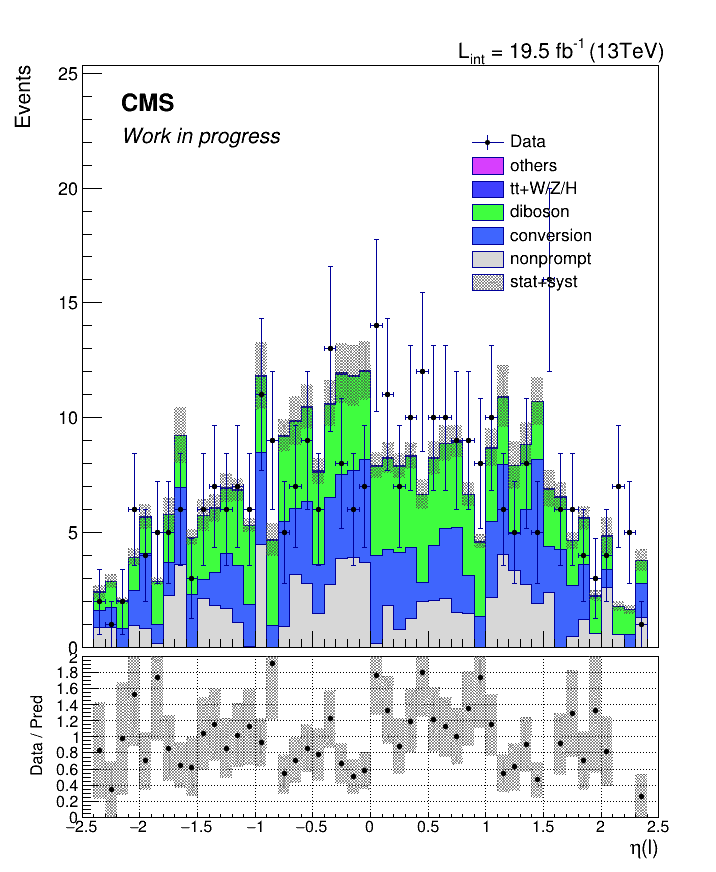 L_int = 19.5 fb^-1 (13TeV)
Events
25
CMS
Work in progress
Data
others
20
tt+W/Z/H
diboson
conversion
nonprompt
15
stat+syst
10
5
0
Data / Pred
2
1.8
1.6
1.4
1.2
1
0.8
0.6
0.4
0.2
0
−2.5 −2 −1.5 −1 −0.5 0 0.5 1 1.5 2 2.5
η(l)